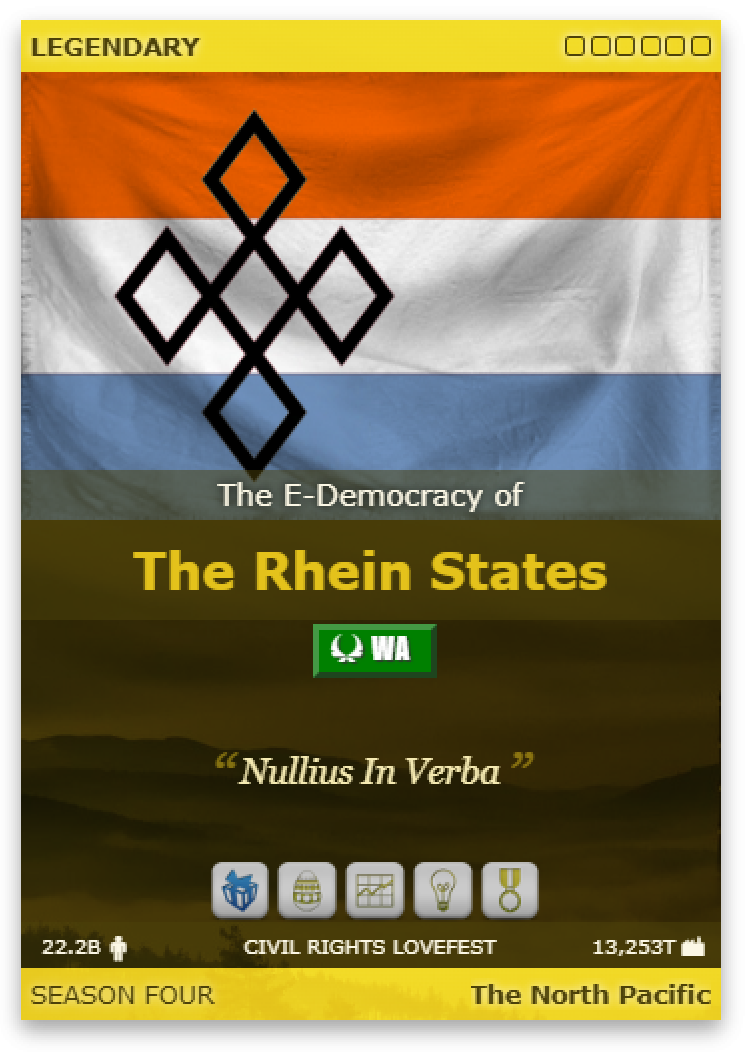 LEGENDARY
The E-Democracy of
The Rhein States
WA
“Nullius In Verba”
22.2B CIVIL RIGHTS LOVEFEST 13,253T
SEASON FOUR The North Pacific